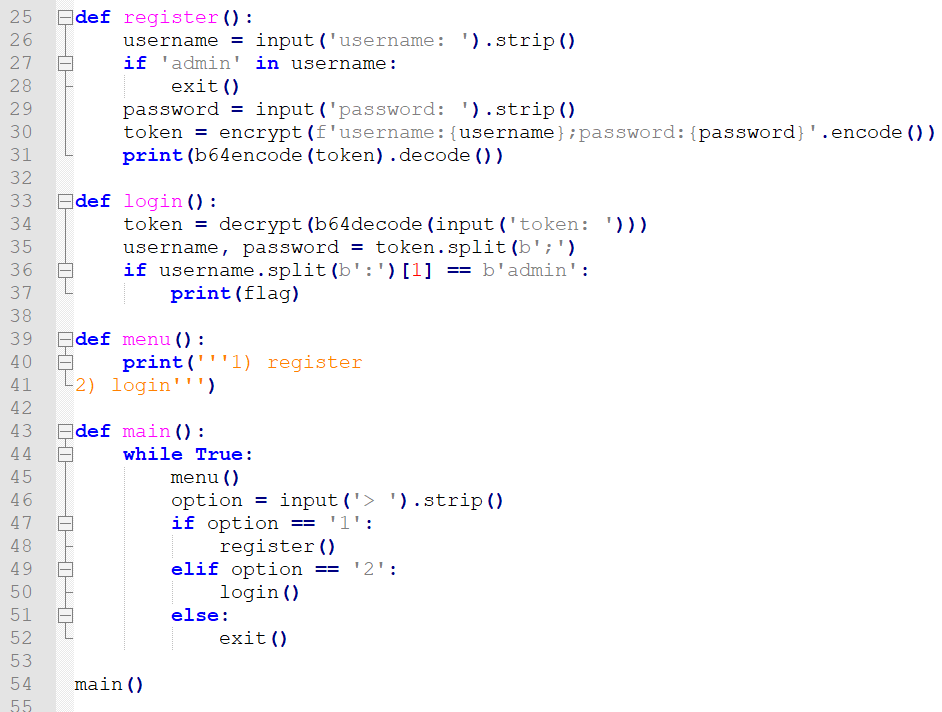 25 def register():
26     username = input('username: ').strip()
27     if 'admin' in username:
28         exit()
29     password = input('password: ').strip()
30     token = encrypt(f'username:{username};password:{password}'.encode())
31     print(b64encode(token).decode())
32
33 def login():
34     token = decrypt(b64decode(input('token: ')))
35     username, password = token.split(b';')
36     if username.split(b':')[1] == b'admin':
37         print(flag)
38
39 def menu():
40     print('''1) register
41 2) login''')
42
43 def main():
44     while True:
45         menu()
46         option = input('> ').strip()
47         if option == '1':
48             register()
49         elif option == '2':
50             login()
51         else:
52             exit()
53
54 main()
55